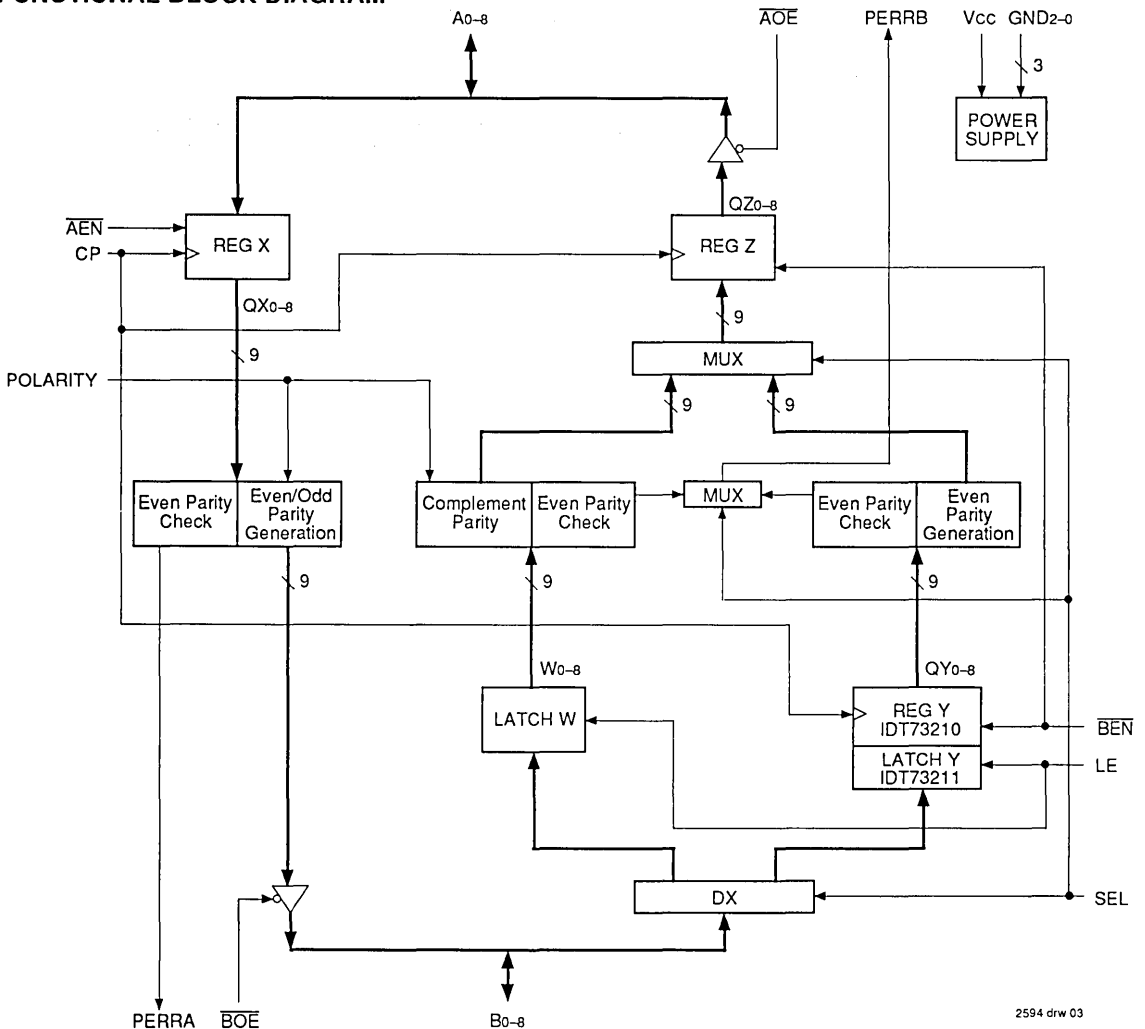 FUNCTIONAL BLOCK DIAGRAM
A0–8
AOE
PERRB
Vcc GND2–0
3
POWER
SUPPLY
QZ0–8
AEN
CP
REG X
REG Z
QX0–8
9
9
MUX
POLARITY
9
9
Even Parity
Check
Even/Odd
Parity
Generation
Complement
Parity
Even Parity
Check
MUX
Even Parity
Check
Even
Parity
Generation
9
9
9
W0–8
QY0–8
LATCH W
REG Y
IDT73210
BEN
LATCH Y
IDT73211
LE
DX
SEL
PERRA
BOE
B0–8
2594 drw 03